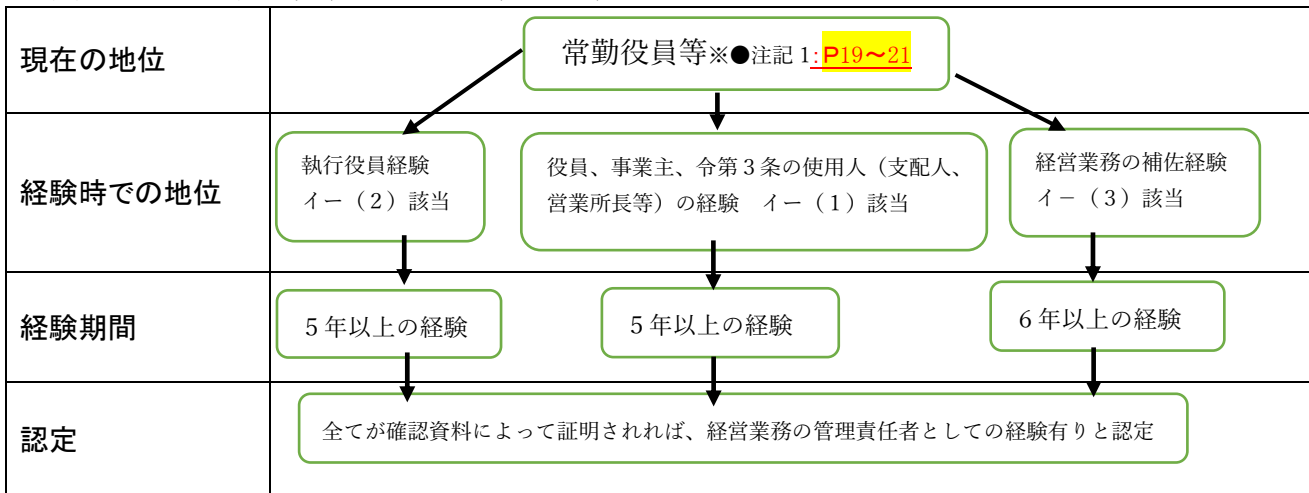 現在の地位
常勤役員等※●注記1:P19～21
経験時での地位
執行役員経験
イー（２）該当
役員、事業主、令第３条の使用人（支配人、
営業所長等）の経験　イー（１）該当
経営業務の補佐経験
イ－（３）該当
経験期間
５年以上の経験
５年以上の経験
６年以上の経験
認定
全てが確認資料によって証明されれば、経営業務の管理責任者としての経験有りと認定